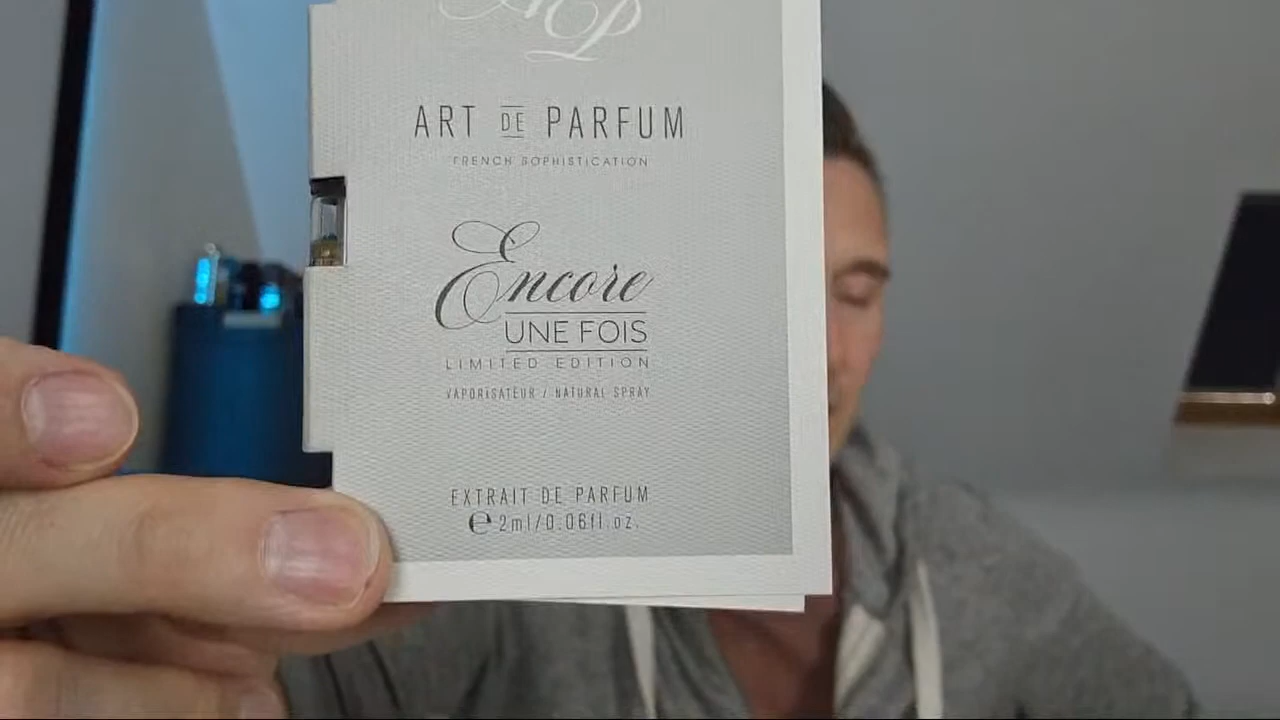 AP
ART DE PARFUM
FRENCH SOPHISTICATION
Encore
UNE FOIS
LIMITED EDITION
VAPORISATEUR / NATURAL SPRAY
EXTRAIT DE PARFUM
℮ 2ml/0.06fl.oz.